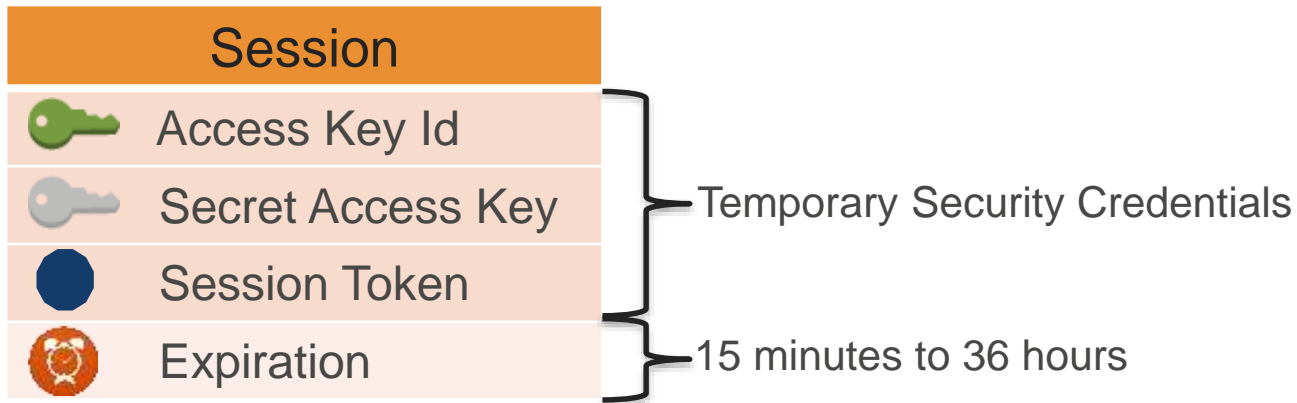 Session
Access Key Id
Secret Access Key
Temporary Security Credentials
Session Token
Expiration
15 minutes to 36 hours